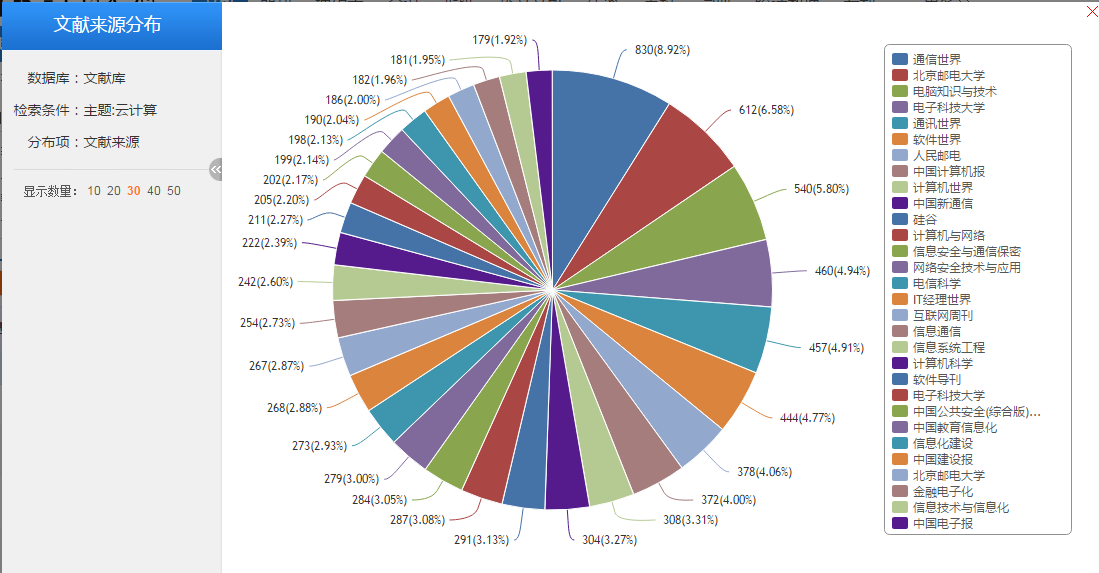 文献来源分布
数据库：文献库
检索条件：主题:云计算
分布项：文献来源
显示数量： 10 20 30 40 50
830(8.92%)
612(6.58%)
540(5.80%)
460(4.94%)
457(4.91%)
444(4.77%)
378(4.06%)
372(4.00%)
308(3.31%)
304(3.27%)
291(3.13%)
287(3.08%)
284(3.05%)
279(3.00%)
273(2.93%)
268(2.88%)
267(2.87%)
254(2.73%)
242(2.60%)
222(2.39%)
211(2.27%)
205(2.20%)
202(2.17%)
199(2.14%)
198(2.13%)
190(2.04%)
186(2.00%)
182(1.96%)
181(1.95%)
179(1.92%)
通信世界
北京邮电大学
电脑知识与技术
电子科技大学
通讯世界
软件世界
人民邮电
中国计算机报
计算机世界
中国新通信
硅谷
计算机与网络
信息安全与通信保密
网络安全技术与应用
电信科学
IT经理世界
互联网周刊
信息通信
信息系统工程
计算机科学
软件导刊
电子科技大学
中国公共安全(综合版)...
中国教育信息化
信息化建设
中国建设报
北京邮电大学
金融电子化
信息技术与信息化
中国电子报